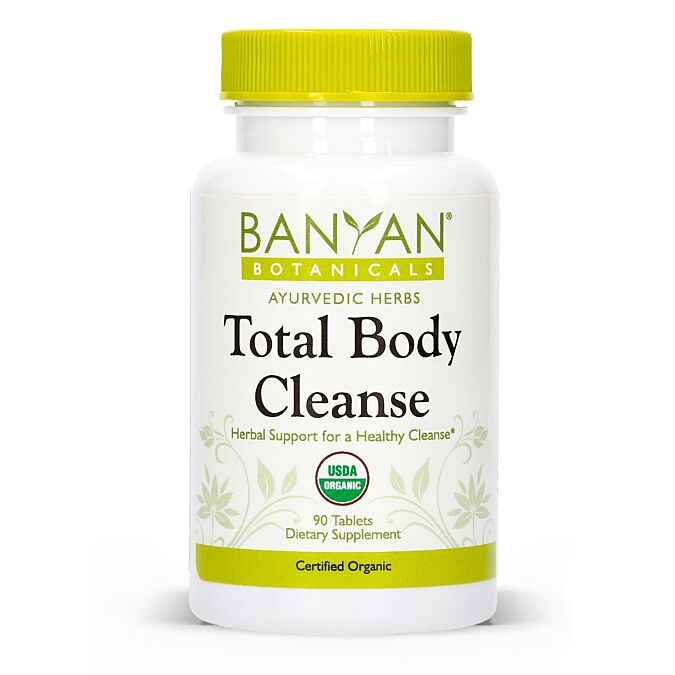 BANYAN®
BOTANICALS
AYURVEDIC HERBS
Total Body
Cleanse
Herbal Support for a Healthy Cleanse*
USDA
ORGANIC
90 Tablets
Dietary Supplement
Certified Organic